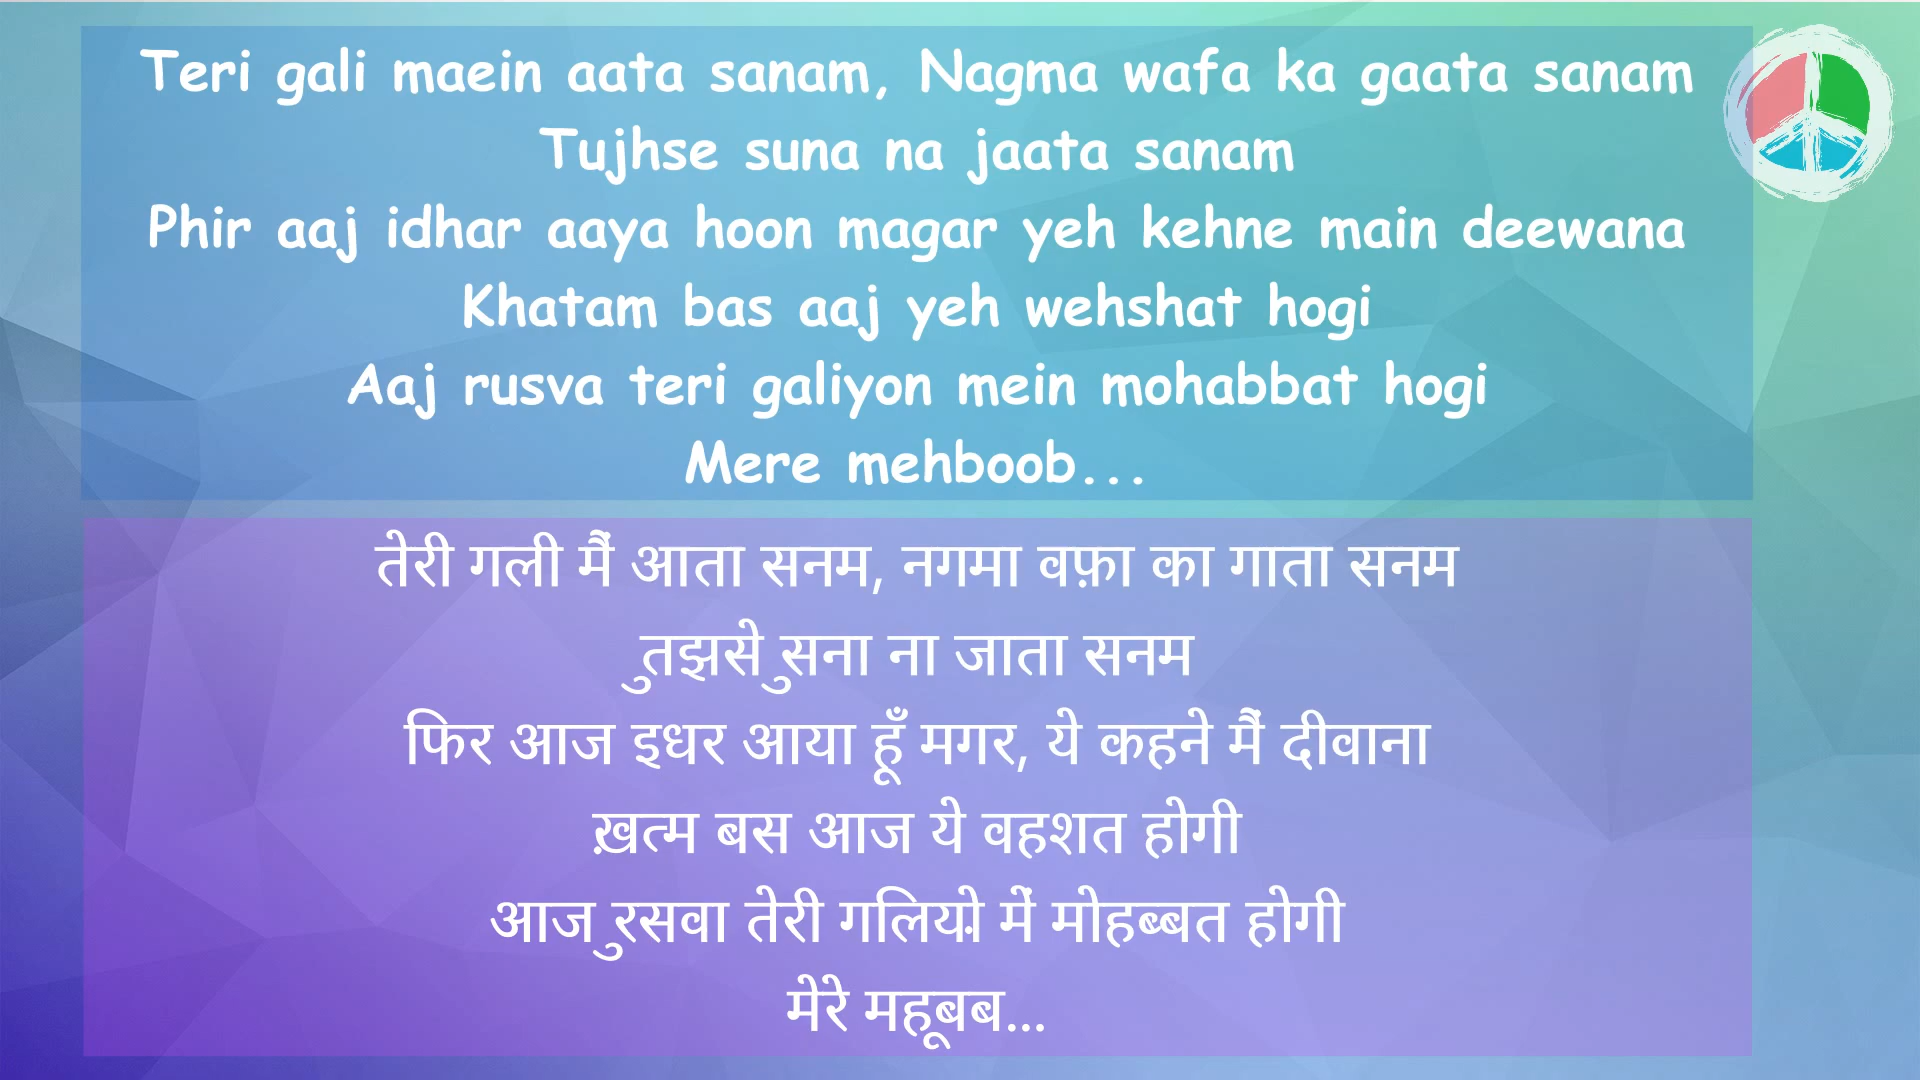 Teri gali maein aata sanam, Nagma wafa ka gaata sanam
Tujhse suna na jaata sanam
Phir aaj idhar aaya hoon magar yeh kehne main deewana
Khatam bas aaj yeh wehshat hogi
Aaj rusva teri galiyon mein mohabbat hogi
Mere mehboob...
तेरी गली मैं आता सनम, नगमा वफ़ा का गाता सनम
तुझसे सुना ना जाता सनम
फिर आज इधर आया हूँ मगर, ये कहने मैं दीवाना
ख़त्म बस आज ये वहशत होगी
आज रुसवा तेरी गलियों में मोहब्बत होगी
मेरे महबूब...